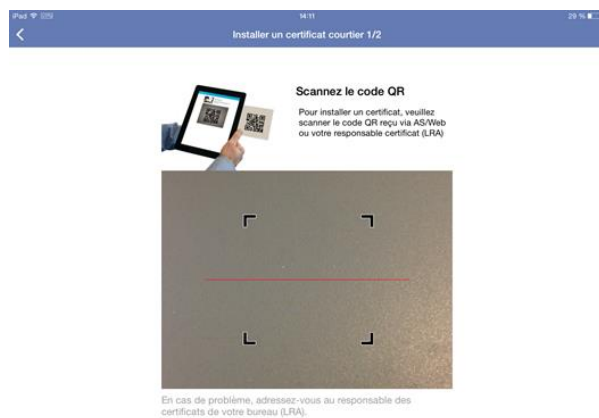 iPad
14:11
29 %
Installer un certificat courtier 1/2
Scannez le code QR
Pour installer un certificat, veuillez
scanner le code QR reçu via AS/Web
ou votre responsable certificat (LRA)
En cas de problème, adressez-vous au responsable des
certificats de votre bureau (LRA).